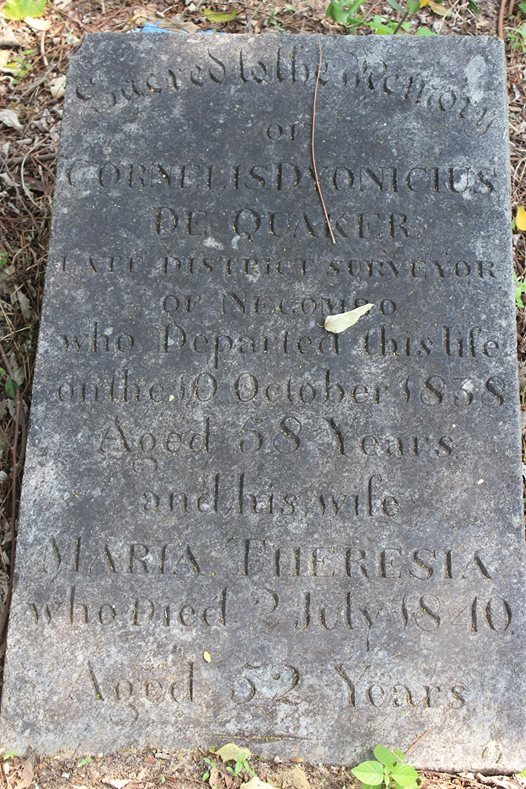 Sacred to the Memory
OF
CORNELIS DYONICIUS
DE QUAKER
LATE DISTRICT SURVEYOR
OF NEGOMBO
who Departed this life
on the 10 October 1838
Aged 58 Years
and his wife
MARIA THERESIA
who Died 2 July 1840
Aged 52 Years